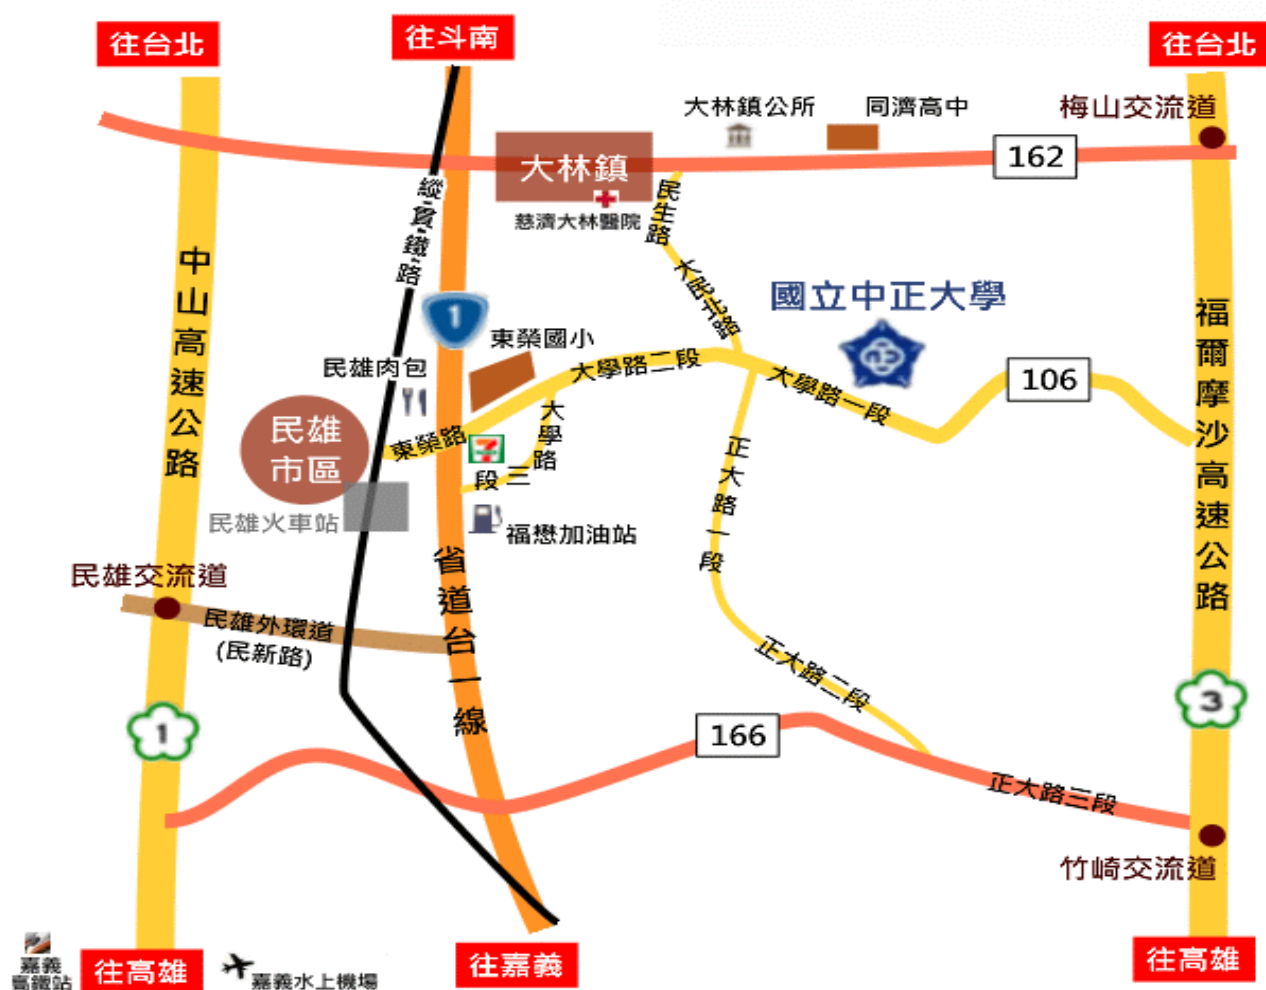 往台北
往斗南
往台北
大林鎮公所
同濟高中
梅山交流道
162
大林鎮
慈濟大林醫院
民生路
縱貫鐵路
大民北路
中山高速公路
國立中正大學
福爾摩沙高速公路
1
東榮國小
民雄肉包
大學路二段
大學路一段
106
民雄
市區
東榮路
7
大學路三段
正大路一段
民雄火車站
福懋加油站
省道台一線
民雄交流道
民雄外環道
(民新路)
正大路二段
1
3
166
正大路三段
竹崎交流道
嘉義
高鐵站
往高雄
嘉義水上機場
往嘉義
往高雄